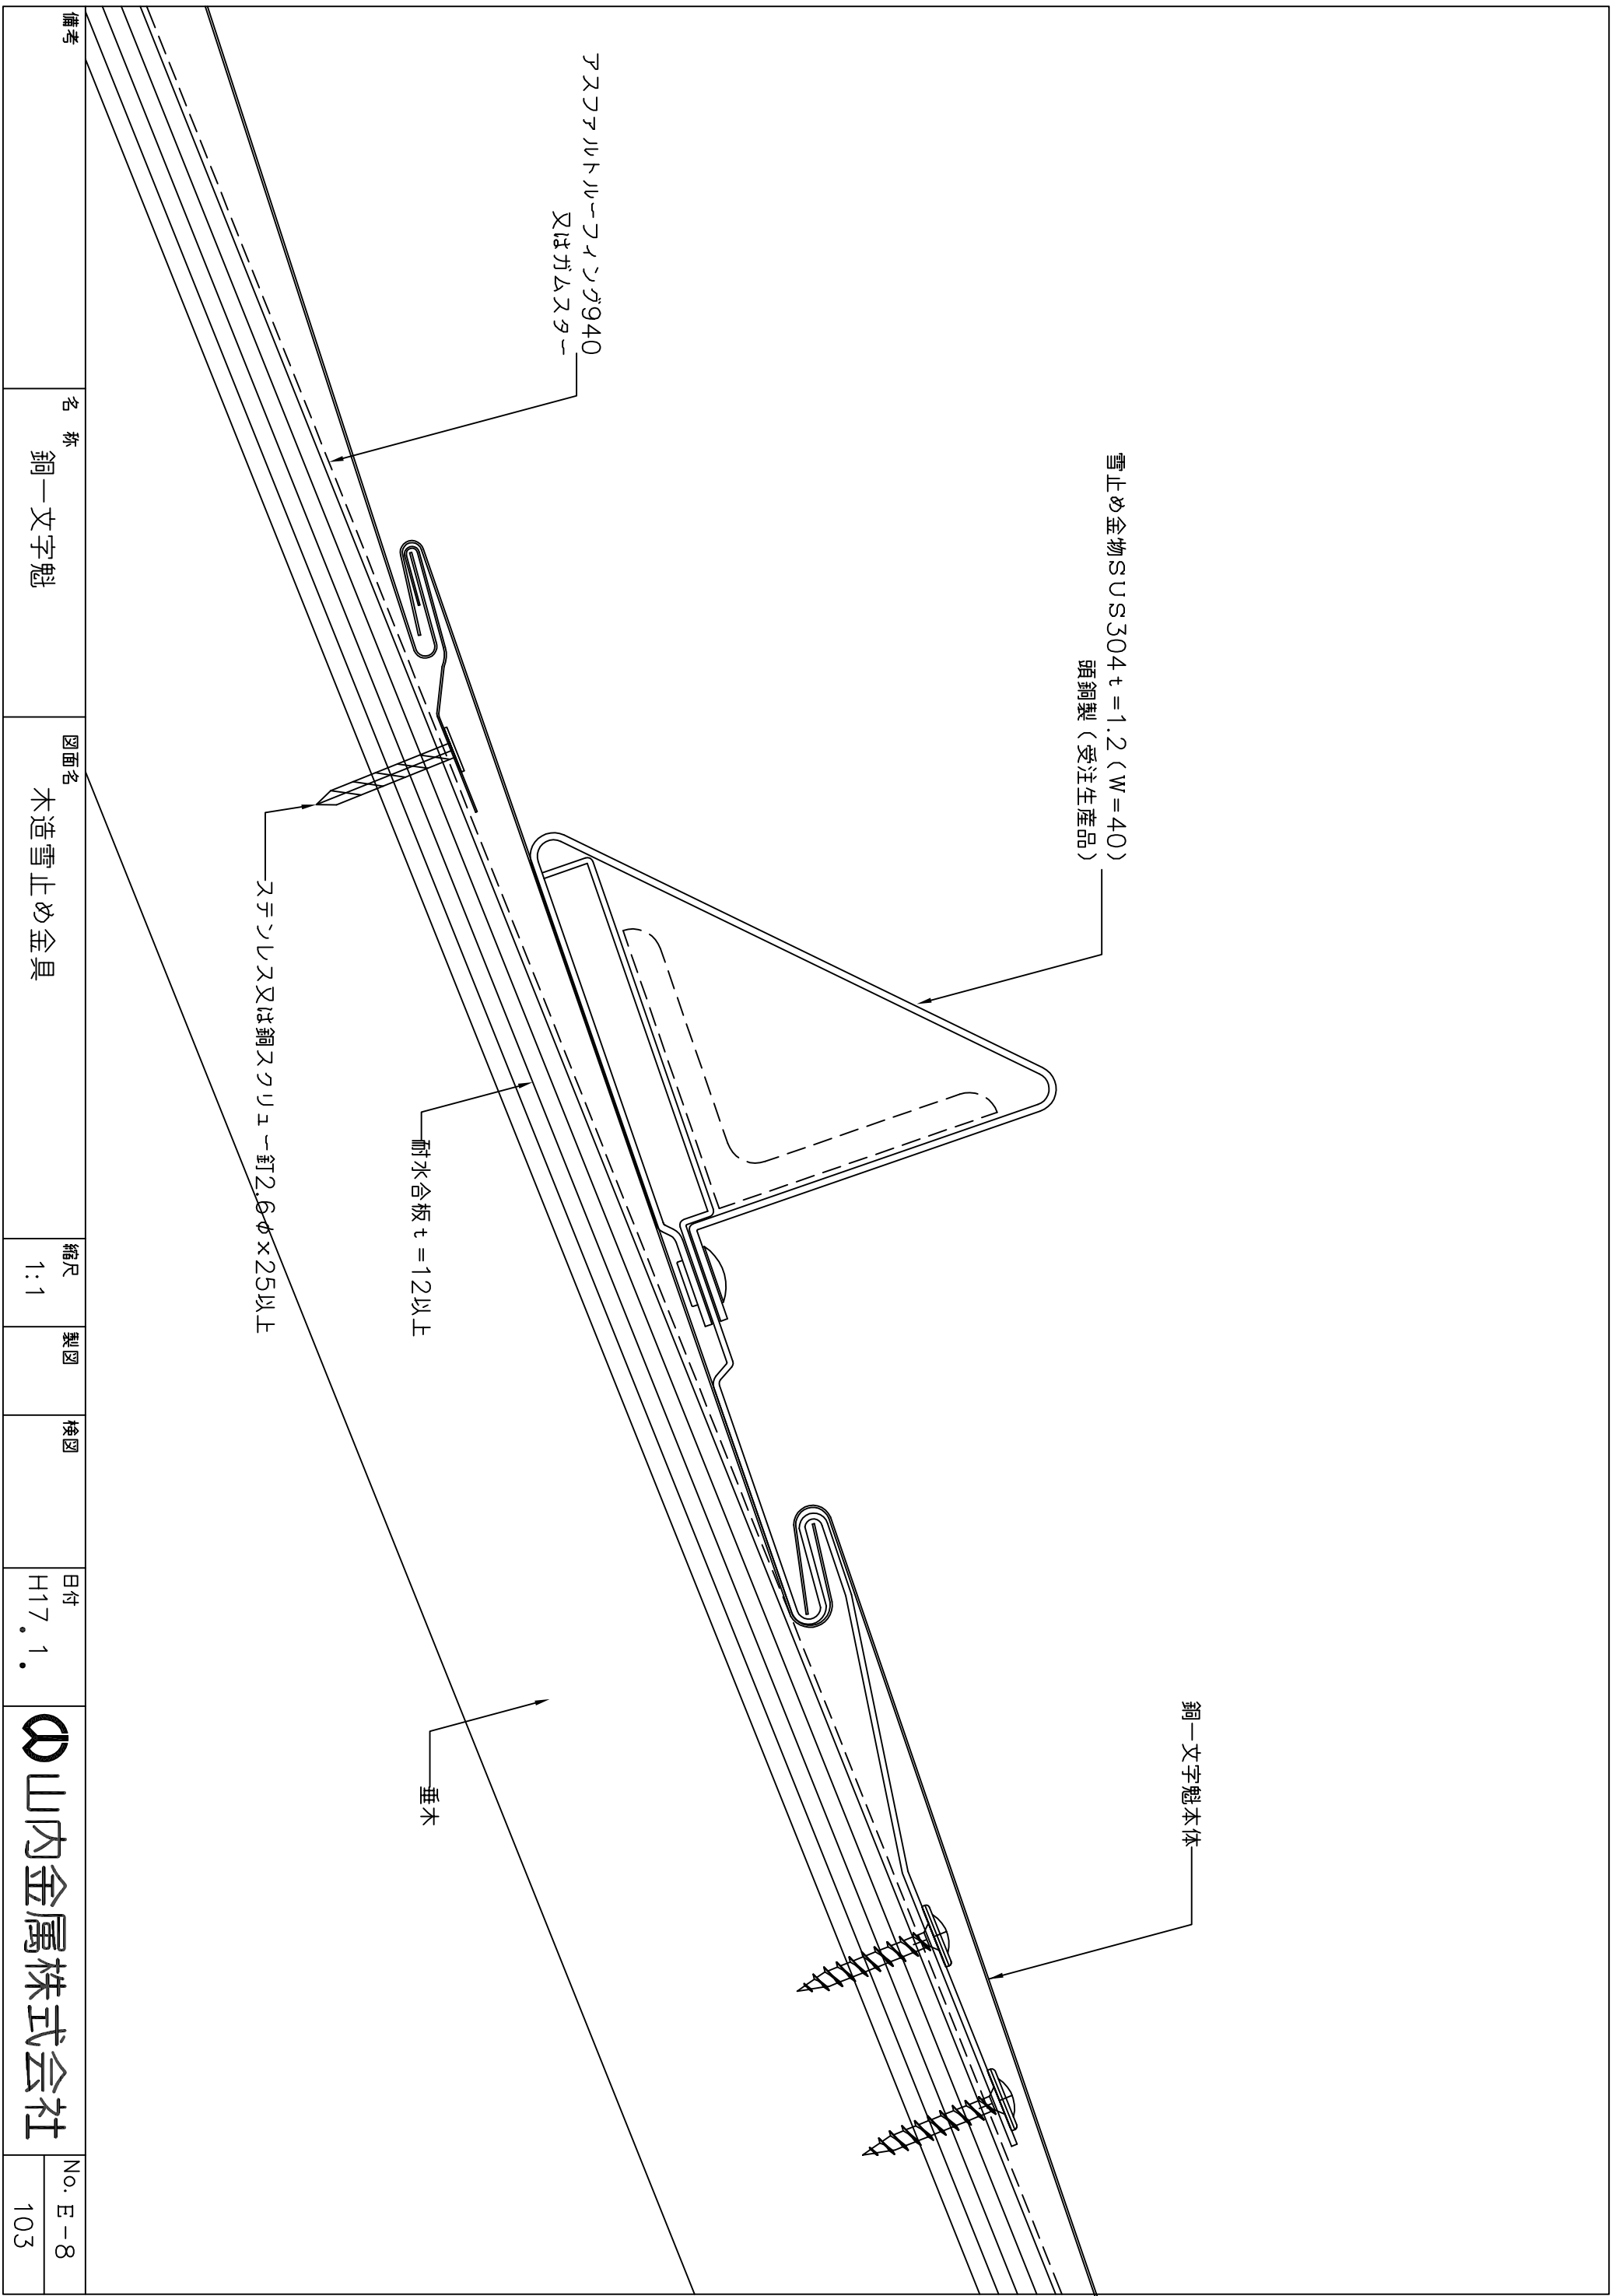 雪止め金物SUS304t=1.2(W=40)
頭銅製(受注生産品)
銅一文字魁本体
アスファルトルーフィング940
又はガムスター
耐水合板t=12以上
垂木
ステンレス又は銅スクリュー釘2.6φ×25以上
備考
名 称
銅一文字魁
図面名
木造雪止め金具
縮尺
1:1
製図
検図
日付
H17.1.
山内金属株式会社
No. E-8
103